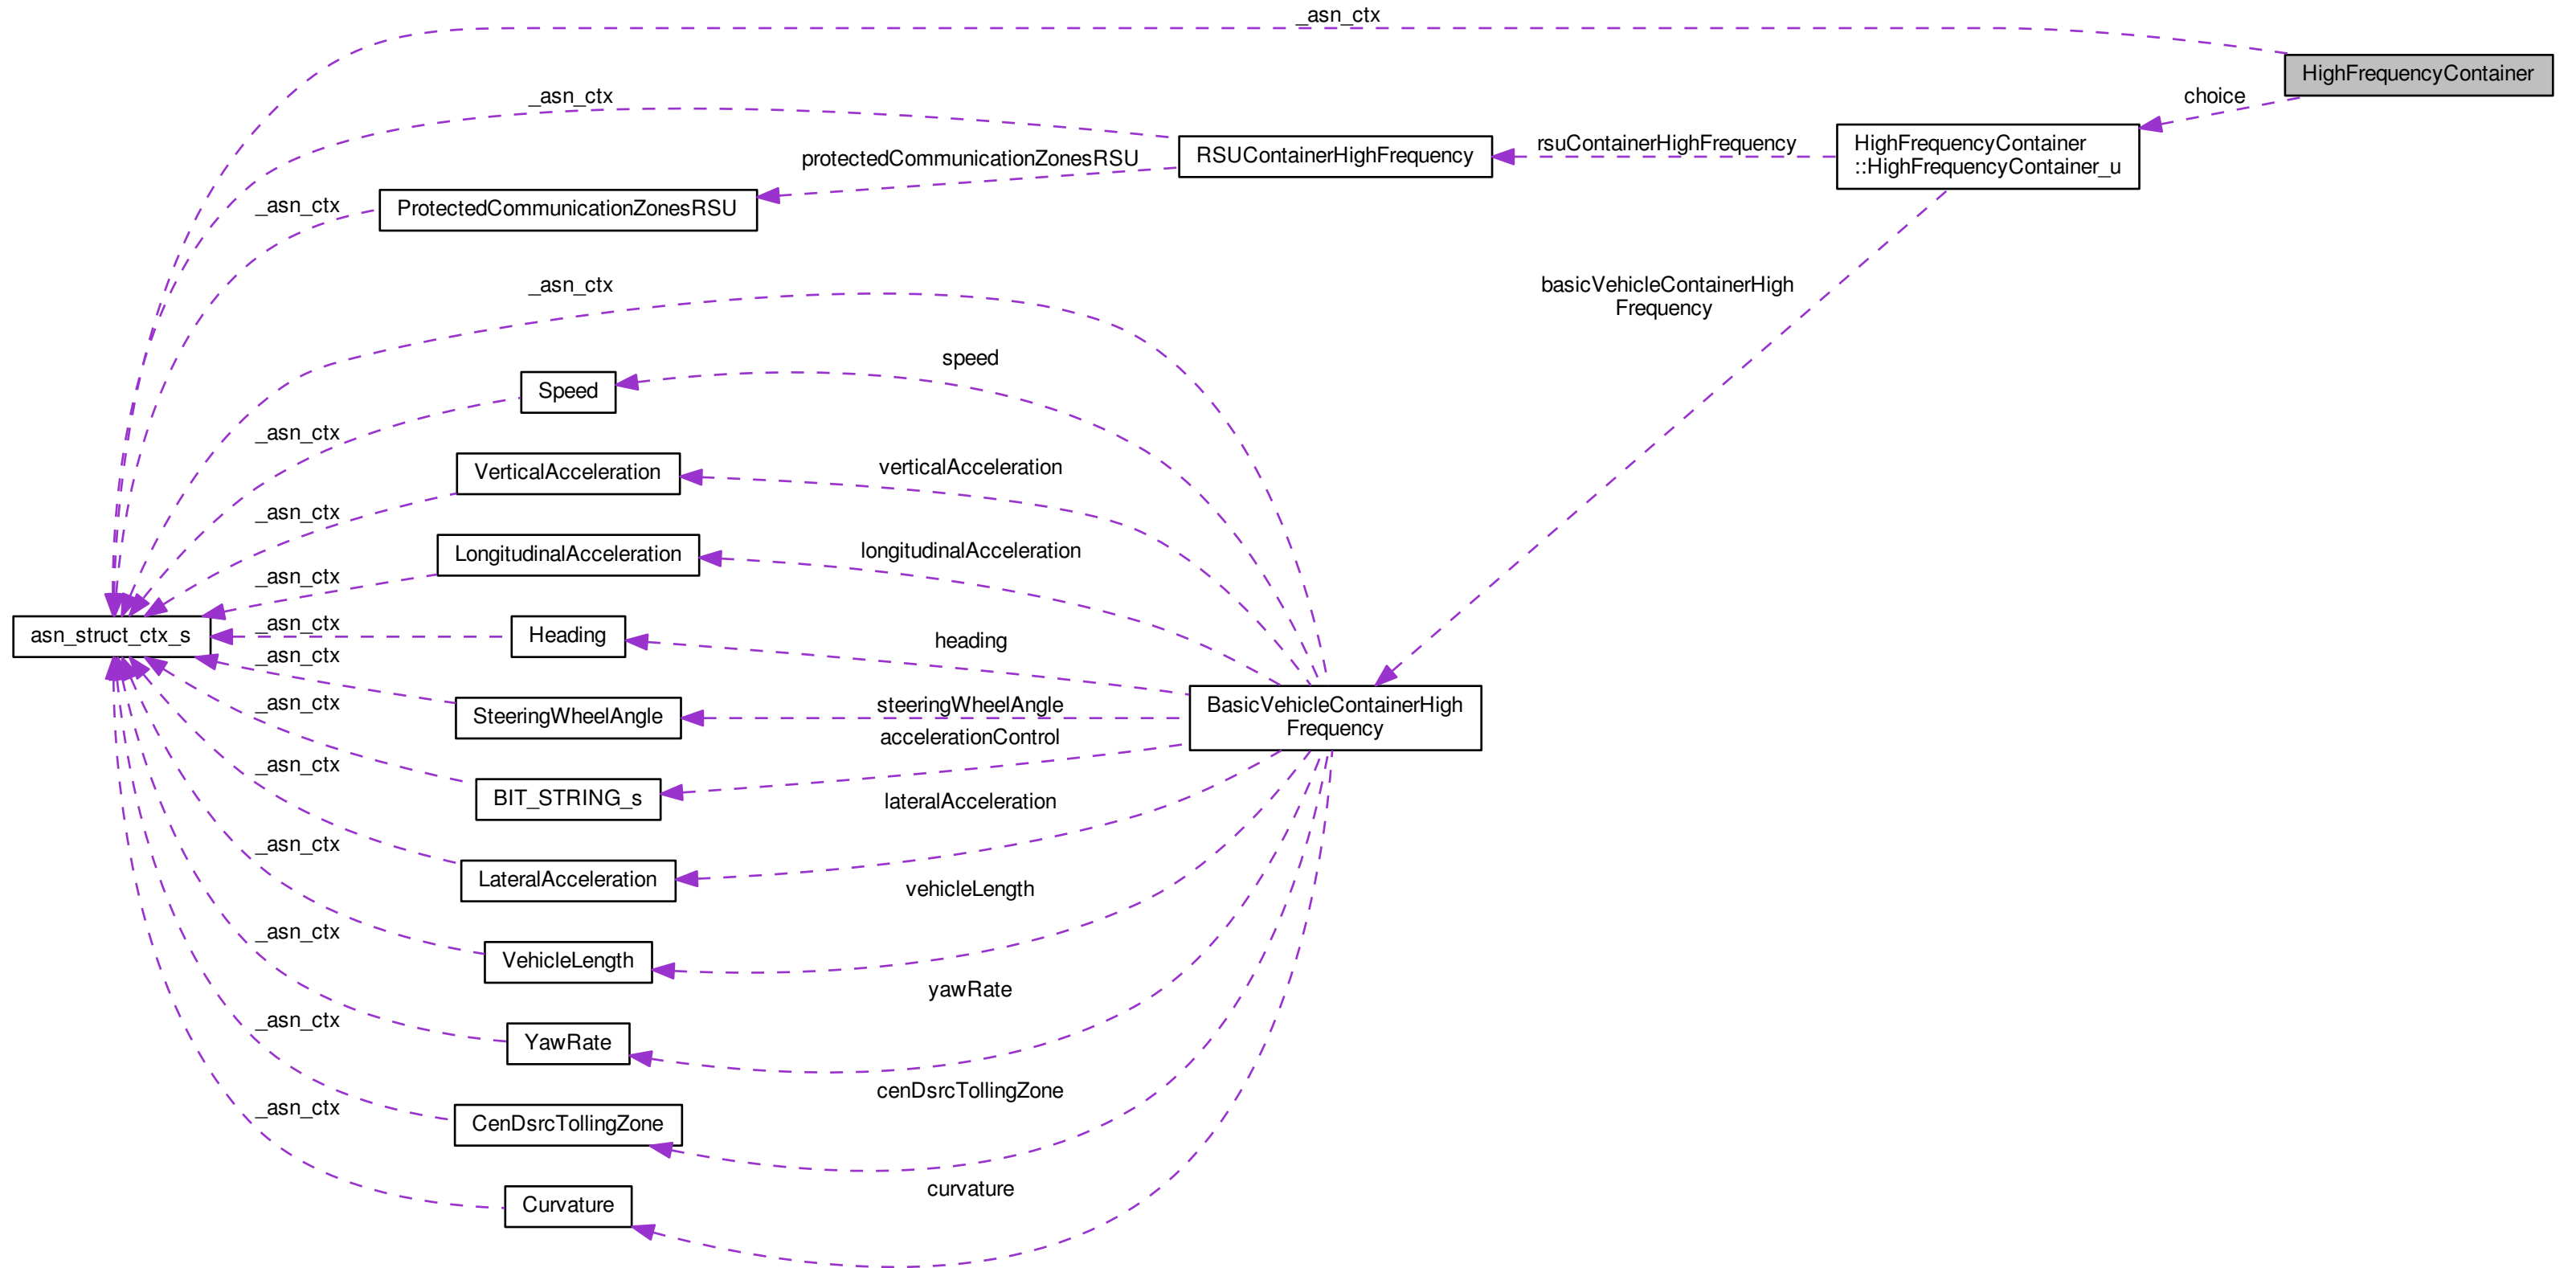 _asn_ctx
HighFrequencyContainer
choice
_asn_ctx
HighFrequencyContainer
::HighFrequencyContainer_u
rsuContainerHighFrequency
RSUContainerHighFrequency
protectedCommunicationZonesRSU
ProtectedCommunicationZonesRSU
_asn_ctx
basicVehicleContainerHigh
Frequency
_asn_ctx
speed
Speed
_asn_ctx
verticalAcceleration
VerticalAcceleration
_asn_ctx
longitudinalAcceleration
LongitudinalAcceleration
_asn_ctx
asn_struct_ctx_s
_asn_ctx
Heading
heading
_asn_ctx
steeringWheelAngle
SteeringWheelAngle
BasicVehicleContainerHigh
Frequency
_asn_ctx
accelerationControl
BIT_STRING_s
_asn_ctx
lateralAcceleration
LateralAcceleration
_asn_ctx
vehicleLength
VehicleLength
_asn_ctx
yawRate
YawRate
_asn_ctx
cenDsrcTollingZone
CenDsrcTollingZone
_asn_ctx
curvature
Curvature